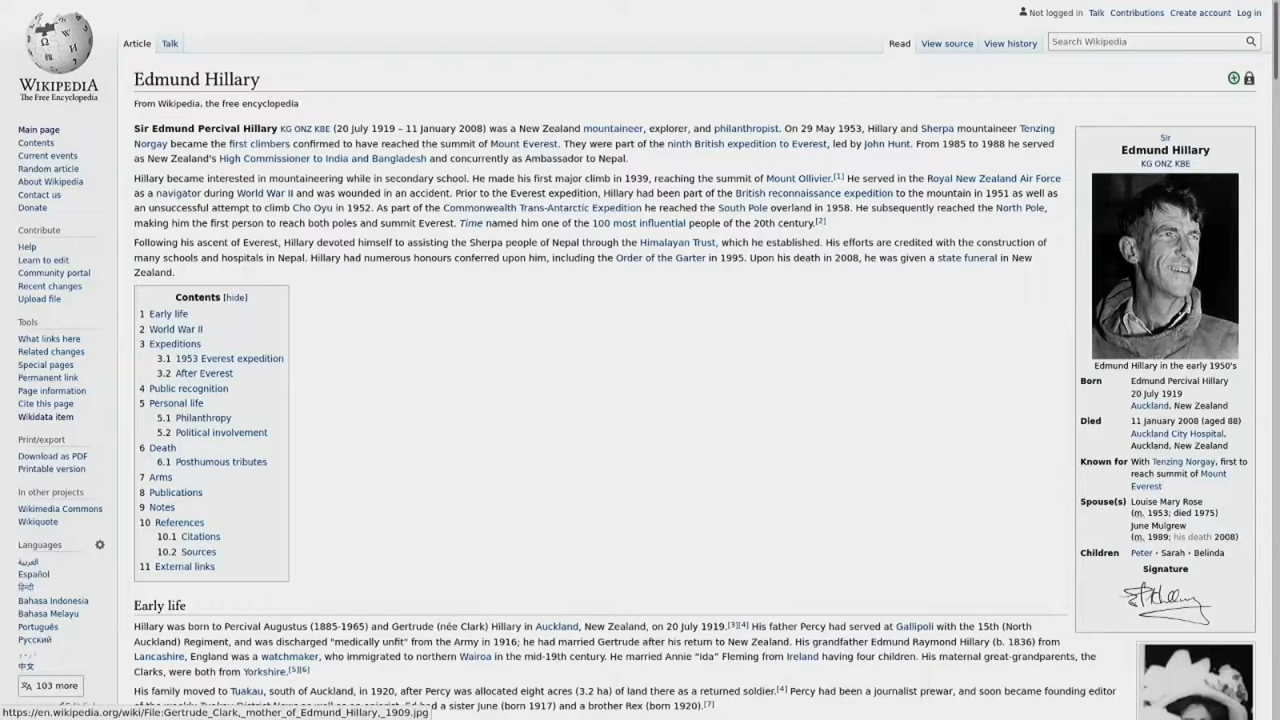 Not logged in Talk Contributions Create account Log in
WIKIPEDIA
The Free Encyclopedia
Article Talk
Read View source View history Search Wikipedia
Edmund Hillary
From Wikipedia, the free encyclopedia
Sir Edmund Percival Hillary KG ONZ KBE (20 July 1919 – 11 January 2008) was a New Zealand mountaineer, explorer, and philanthropist. On 29 May 1953, Hillary and Sherpa mountaineer Tenzing
Norgay became the first climbers confirmed to have reached the summit of Mount Everest. They were part of the ninth British expedition to Everest, led by John Hunt. From 1985 to 1988 he served
as New Zealand's High Commissioner to India and Bangladesh and concurrently as Ambassador to Nepal.
Hillary became interested in mountaineering while in secondary school. He made his first major climb in 1939, reaching the summit of Mount Ollivier.[1] He served in the Royal New Zealand Air Force
as a navigator during World War II and was wounded in an accident. Prior to the Everest expedition, Hillary had been part of the British reconnaissance expedition to the mountain in 1951 as well as
an unsuccessful attempt to climb Cho Oyu in 1952. As part of the Commonwealth Trans-Antarctic Expedition he reached the South Pole overland in 1958. He subsequently reached the North Pole,
making him the first person to reach both poles and summit Everest. Time named him one of the 100 most influential people of the 20th century.[2]
Following his ascent of Everest, Hillary devoted himself to assisting the Sherpa people of Nepal through the Himalayan Trust, which he established. His efforts are credited with the construction of
many schools and hospitals in Nepal. Hillary had numerous honours conferred upon him, including the Order of the Garter in 1995. Upon his death in 2008, he was given a state funeral in New
Zealand.
Contents [hide]
1 Early life
2 World War II
3 Expeditions
3.1 1953 Everest expedition
3.2 After Everest
4 Public recognition
5 Personal life
5.1 Philanthropy
5.2 Political involvement
6 Death
6.1 Posthumous tributes
7 Arms
8 Publications
9 Notes
10 References
10.1 Citations
10.2 Sources
11 External links
Early life
Hillary was born to Percival Augustus (1885-1965) and Gertrude (née Clark) Hillary in Auckland, New Zealand, on 20 July 1919.[3][4] His father Percy had served at Gallipoli with the 15th (North
Auckland) Regiment, and was discharged "medically unfit" from the Army in 1916; he had married Gertrude after his return to New Zealand. His grandfather Edmund Raymond Hillary (b. 1836) from
Lancashire, England was a watchmaker, who immigrated to northern Wairoa in the mid-19th century. He married Annie “Ida” Fleming from Ireland having four children. His maternal great-grandparents, the
Clarks, were both from Yorkshire.[5][6]
His family moved to Tuakau, south of Auckland, in 1920, after Percy was allocated eight acres (3.2 ha) of land there as a returned soldier.[4] Percy had been a journalist prewar, and soon became founding editor
a sister June (born 1917) and a brother Rex (born 1920).[7]
Sir
Edmund Hillary
KG ONZ KBE
Edmund Hillary in the early 1950's
Born Edmund Percival Hillary
20 July 1919
Auckland, New Zealand
Died 11 January 2008 (aged 88)
Auckland City Hospital,
Auckland, New Zealand
Known for With Tenzing Norgay, first to
reach summit of Mount
Everest
Spouse(s) Louise Mary Rose
(m. 1953; died 1975)
June Mulgrew
(m. 1989; his death 2008)
Children Peter · Sarah · Belinda
Signature
Main page
Contents
Current events
Random article
About Wikipedia
Contact us
Donate
Contribute
Help
Learn to edit
Community portal
Recent changes
Upload file
Tools
What links here
Related changes
Special pages
Permanent link
Page information
Cite this page
Wikidata item
Print/export
Download as PDF
Printable version
In other projects
Wikimedia Commons
Wikiquote
Languages
العربية
Español
हिन्दी
Bahasa Indonesia
Bahasa Melayu
Português
Русский
中文
103 more
https://en.wikipedia.org/wiki/File:Gertrude_Clark,_mother_of_Edmund_Hillary,_1909.jpg